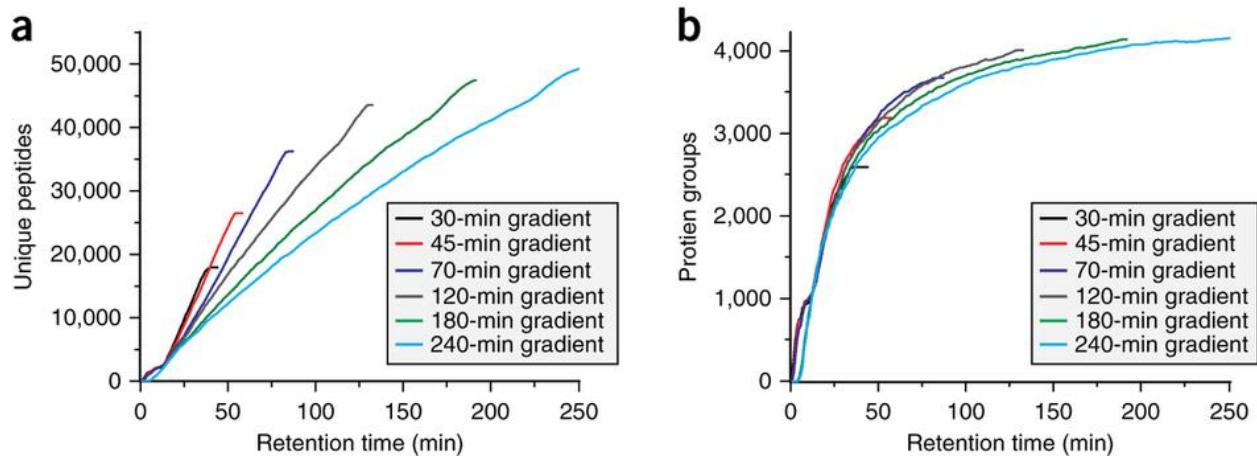 a
Unique peptides
50,000
40,000
30,000
20,000
10,000
0
0 50 100 150 200 250
Retention time (min)
30-min gradient
45-min gradient
70-min gradient
120-min gradient
180-min gradient
240-min gradient
b
Protien groups
4,000
3,000
2,000
1,000
0
0 50 100 150 200 250
Retention time (min)
30-min gradient
45-min gradient
70-min gradient
120-min gradient
180-min gradient
240-min gradient